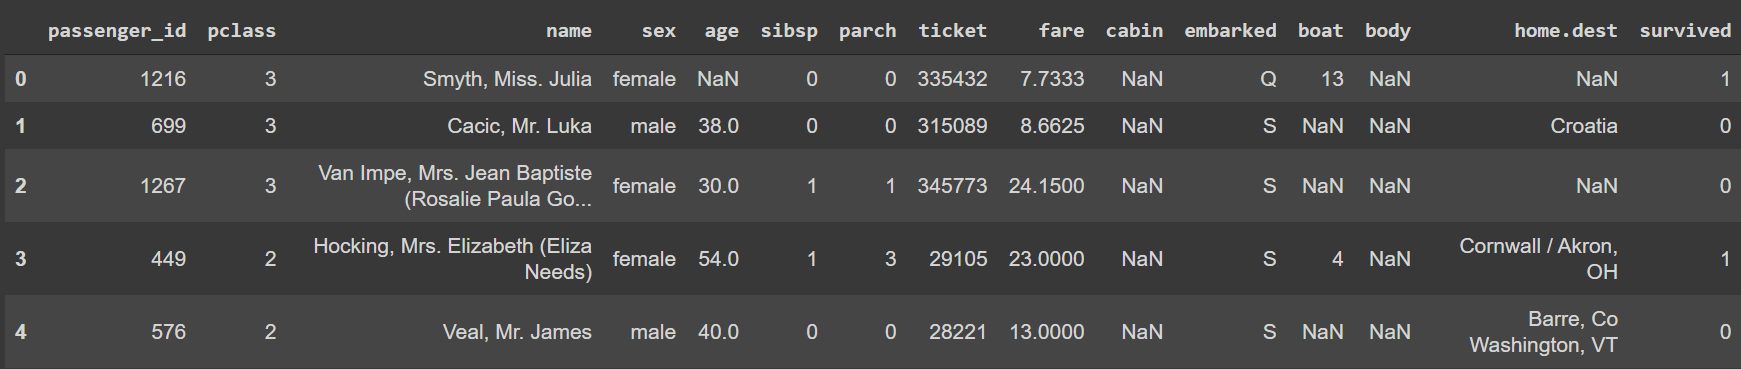 passenger_id pclass name sex age sibsp parch ticket fare cabin embarked boat body home.dest survived
0 1216 3 Smyth, Miss. Julia female NaN 0 0 335432 7.7333 NaN Q 13 NaN NaN 1
1 699 3 Cacic, Mr. Luka male 38.0 0 0 315089 8.6625 NaN S NaN NaN Croatia 0
2 1267 3 Van Impe, Mrs. Jean Baptiste
(Rosalie Paula Go... female 30.0 1 1 345773 24.1500 NaN S NaN NaN NaN 0
3 449 2 Hocking, Mrs. Elizabeth (Eliza
Needs) female 54.0 1 3 29105 23.0000 NaN S 4 NaN Cornwall / Akron,
OH 1
4 576 2 Veal, Mr. James male 40.0 0 0 28221 13.0000 NaN S NaN NaN Barre, Co
Washington, VT 0